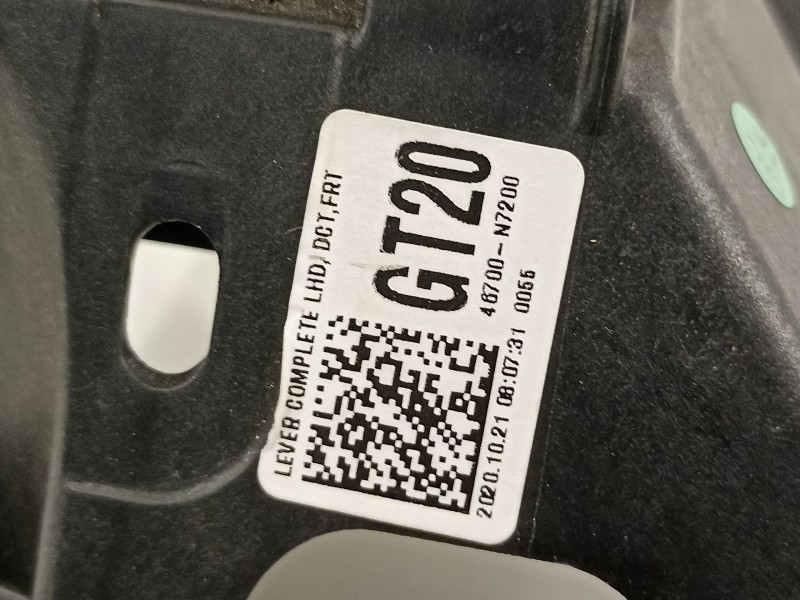 LEVER COMPLETE LHD, DCT,FRT
GT20
46700-N7200
2020.10.21 08:07:31 0055